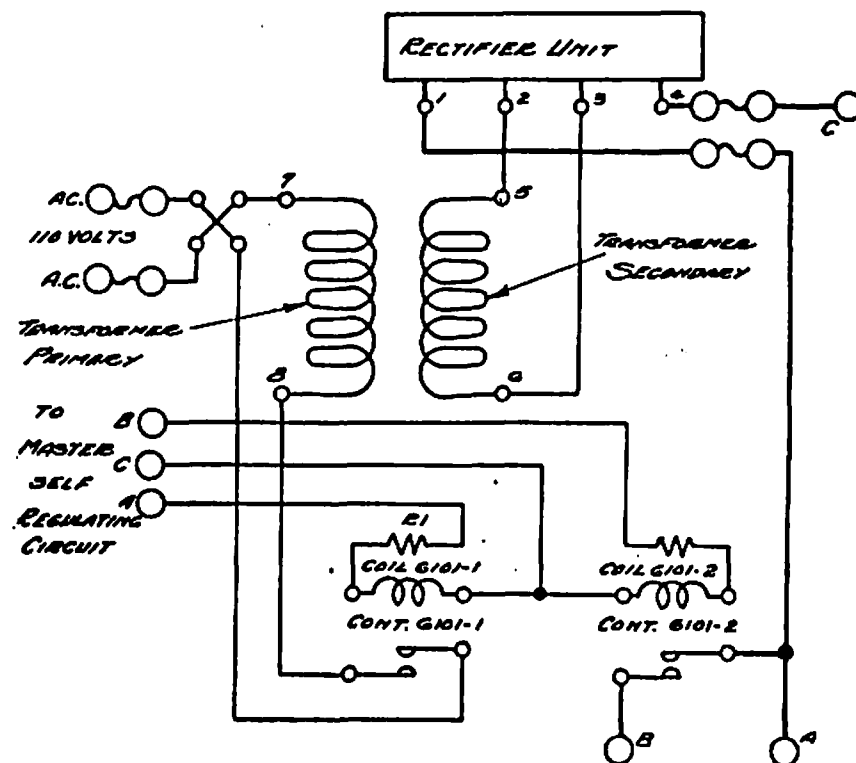 RECTIFIER UNIT
1
2
3
4
C
7
5
A.C.
110 VOLTS
A.C.
TRANSFORMER
SECONDARY
TRANSFORMER
PRIMARY
8
6
TO
MASTER
SELF
REGULATING
CIRCUIT
B
C
A
R1
COIL G101-1
COIL G101-2
CONT. G101-1
CONT. G101-2
B
A